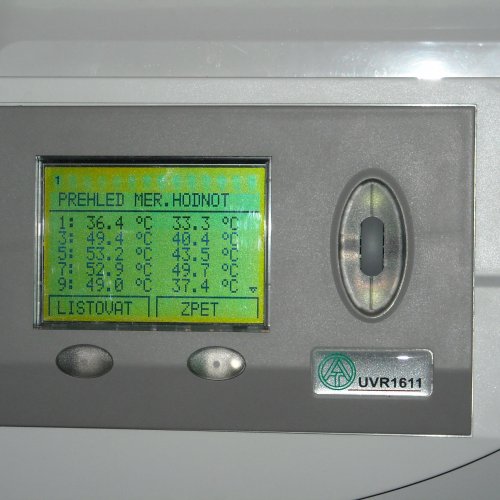 1
PREHLED MER.HODNOT
1: 36.4 °C 33.3 °C
3: 49.4 °C 40.4 °C
5: 53.2 °C 43.5 °C
7: 52.9 °C 49.7 °C
9: 49.0 °C 37.4 °C
LISTOVAT ZPET
TA UVR1611